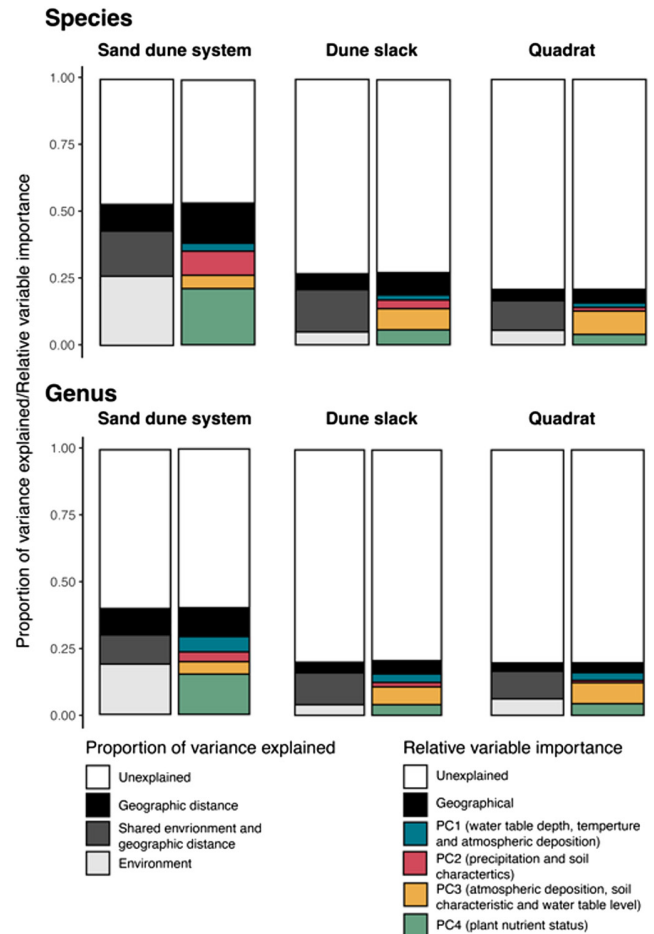 Species
Sand dune system
Dune slack
Quadrat
1.00
0.75
0.50
0.25
0.00
Proportion of variance explained/Relative variable importance
Genus
Sand dune system
Dune slack
Quadrat
1.00
0.75
0.50
0.25
0.00
Proportion of variance explained
Unexplained
Geographic distance
Shared envrionment and
geographic distance
Environment
Relative variable importance
Unexplained
Geographical
PC1 (water table depth, temperture
and atmospheric deposition)
PC2 (precipitation and soil
charactertics)
PC3 (atmospheric deposition, soil
characteristic and water table level)
PC4 (plant nutrient status)